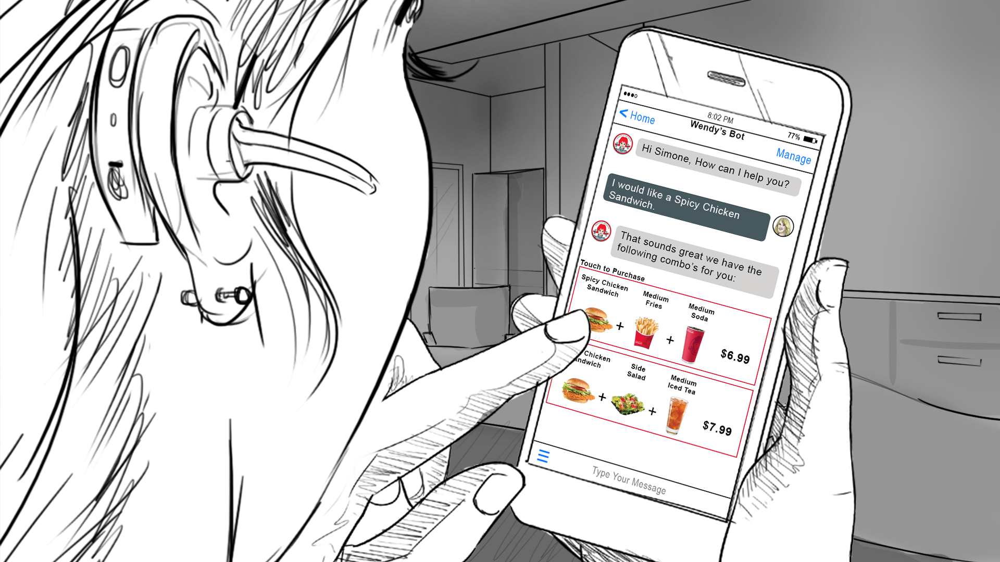 8:02 PM
77%
< Home
Wendy's Bot
Manage
Hi Simone, How can I help you?
I would like a Spicy Chicken
Sandwich.
That sounds great we have the
following combo's for you:
Touch to Purchase
Spicy Chicken
Sandwich
Medium
Fries
Medium
Soda
+
+
$6.99
Chicken
ndwich
Side
Salad
Medium
Iced Tea
+
+
$7.99
Type Your Message